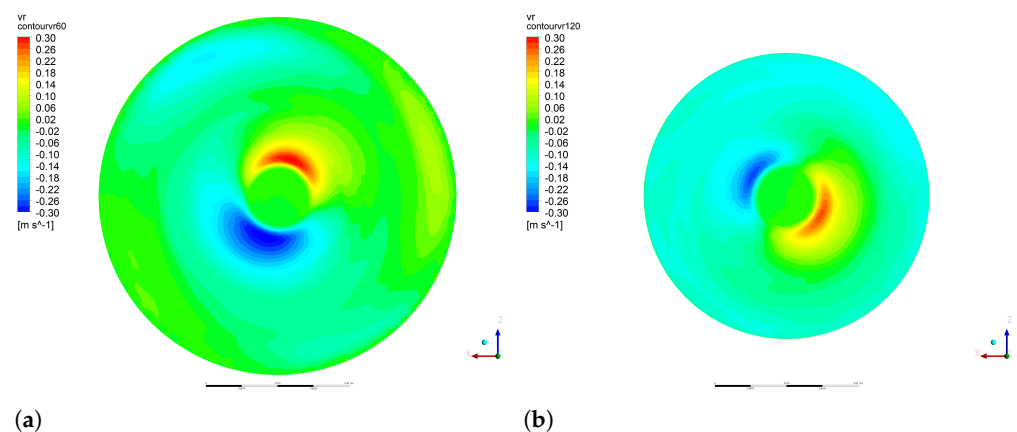 vr
contourvr60
0.30
0.26
0.22
0.18
0.14
0.10
0.06
0.02
-0.02
-0.06
-0.10
-0.14
-0.18
-0.22
-0.26
-0.30
[m s^-1]
Z
X
(a)
vr
contourvr120
0.30
0.26
0.22
0.18
0.14
0.10
0.06
0.02
-0.02
-0.06
-0.10
-0.14
-0.18
-0.22
-0.26
-0.30
[m s^-1]
Z
X
(b)